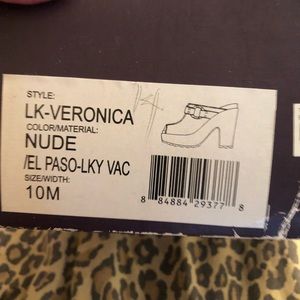 STYLE:
LK-VERONICA
COLOR/MATERIAL:
NUDE
/EL PASO-LKY VAC
SIZE/WIDTH:
10M
8 84884 29377 8